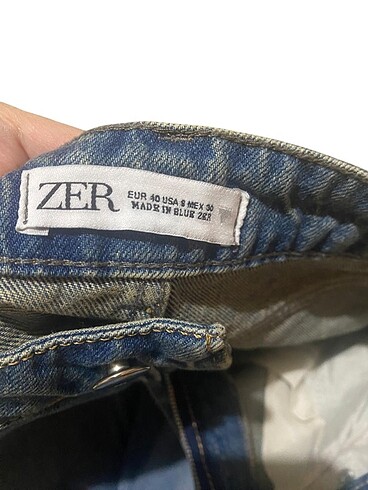 ZER
EUR 40 USA 8 MEX 30
MADE IN BLUE ZER